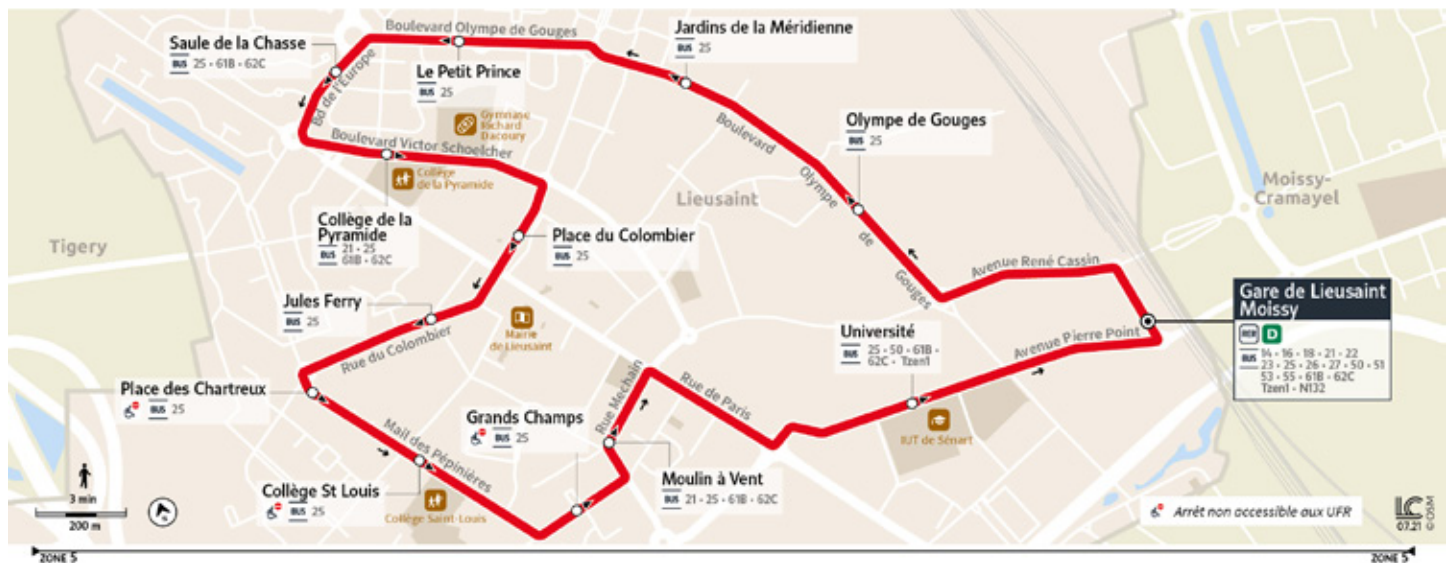 Saule de la Chasse
BUS 25 - 61B - 62C
Boulevard Olympe de Gouges
Le Petit Prince
BUS 25
Jardins de la Méridienne
BUS 25
Bd de l'Europe
Gymnase
Richard
Dacoury
Boulevard Victor Schoelcher
Collège
de la Pyramide
Olympe de Gouges
BUS 25
Boulevard
Olympe
de
Gouges
Lieusaint
Moissy-
Cramayel
Tigery
Collège de la
Pyramide
BUS 21 - 25
61B - 62C
Place du Colombier
BUS 25
Avenue René Cassin
Jules Ferry
BUS 25
Rue du Colombier
Mairie
de Lieusaint
Université
BUS 25 - 50 - 61B -
62C - Tzen1
Avenue Pierre Point
Gare de Lieusaint
Moissy
RER D
BUS 14 - 16 - 18 - 21 - 22
23 - 25 - 26 - 27 - 50 - 51
53 - 55 - 61B - 62C
Tzen1 - N132
Place des Chartreux
BUS 25
Grands Champs
BUS 25
Rue Mechain
Rue de Paris
IUT de Sénart
Mail des Pépinières
Moulin à Vent
BUS 21 - 25 - 61B - 62C
Collège St Louis
BUS 25
Collège Saint-Louis
3 min
200 m
N
Arrêt non accessible aux UFR
LC
07.21
© OSM
ZONE 5
ZONE 5